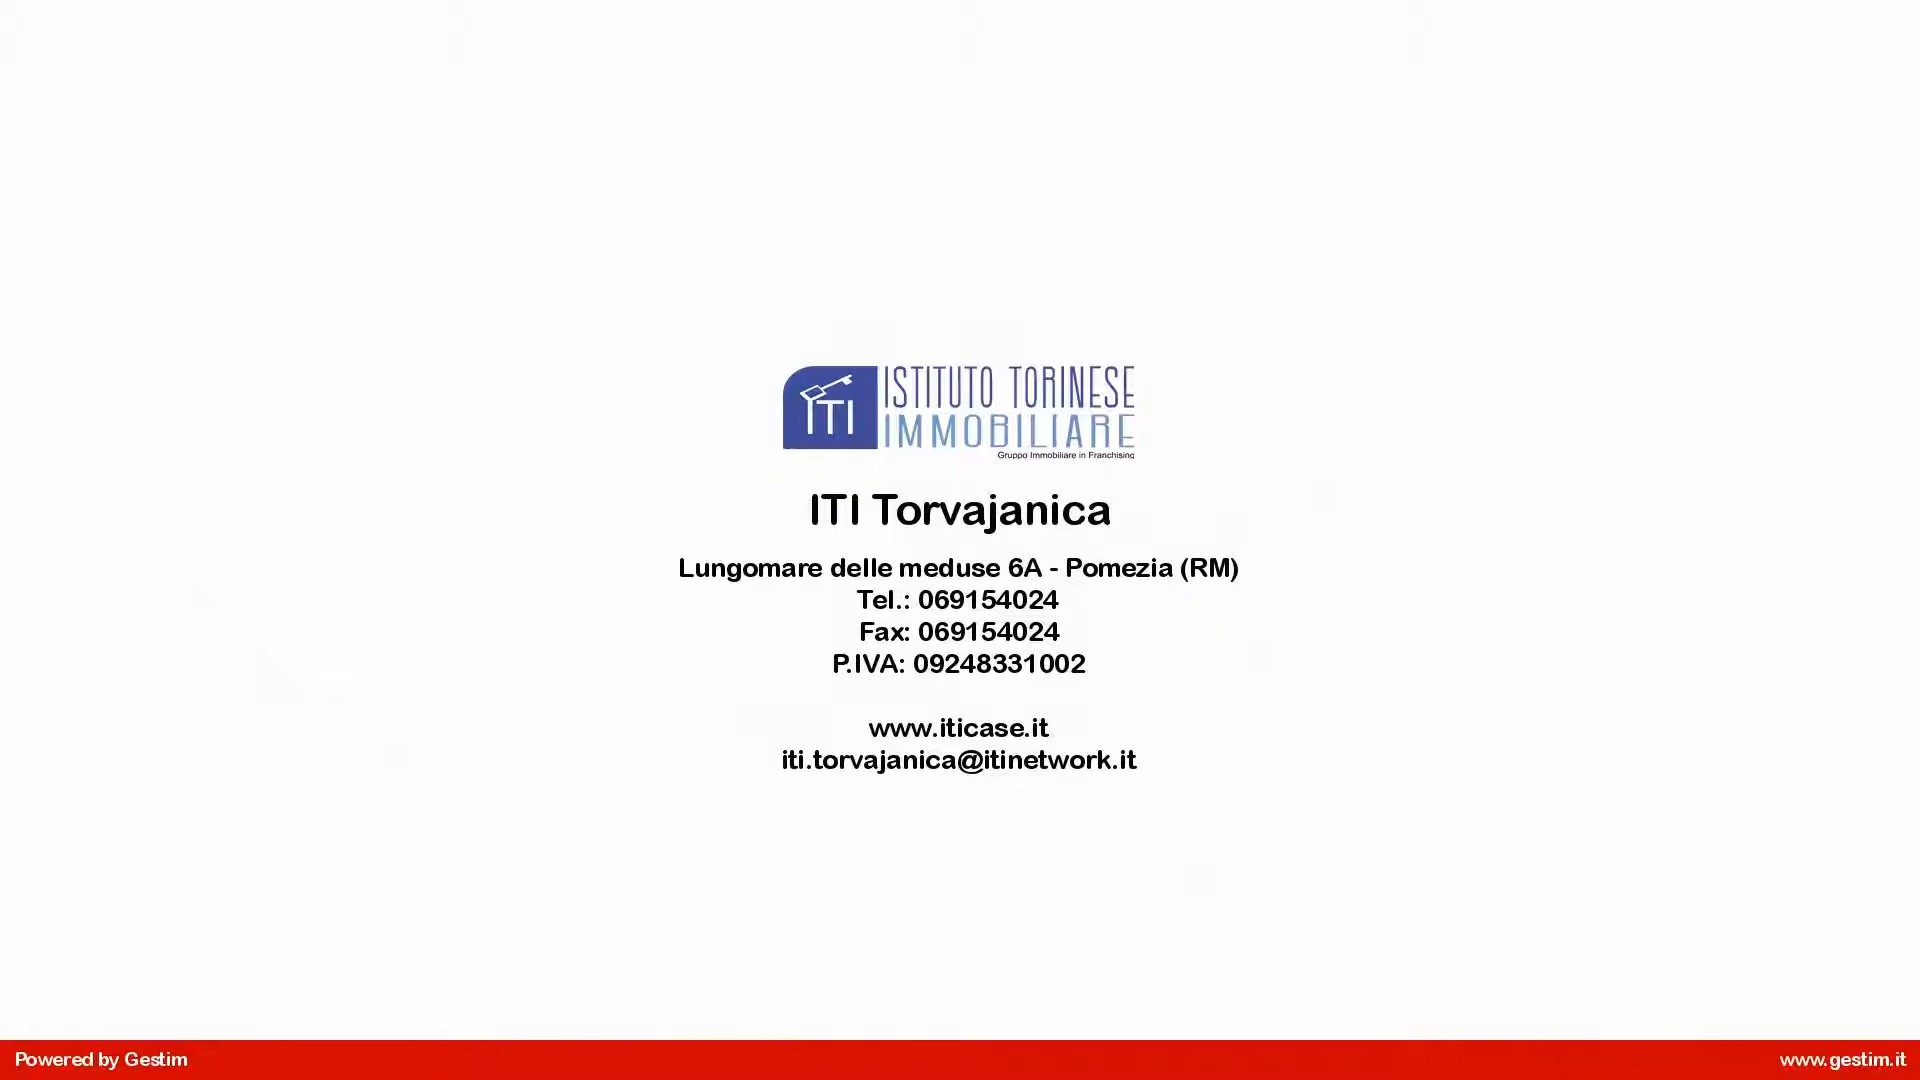 ITI
ISTITUTO TORINESE
IMMOBILIARE
Gruppo Immobiliare in Franchising
ITI Torvajanica
Lungomare delle meduse 6A - Pomezia (RM)
Tel.: 069154024
Fax: 069154024
P.IVA: 09248331002
www.iticase.it
iti.torvajanica@itinetwork.it
Powered by Gestim
www.gestim.it